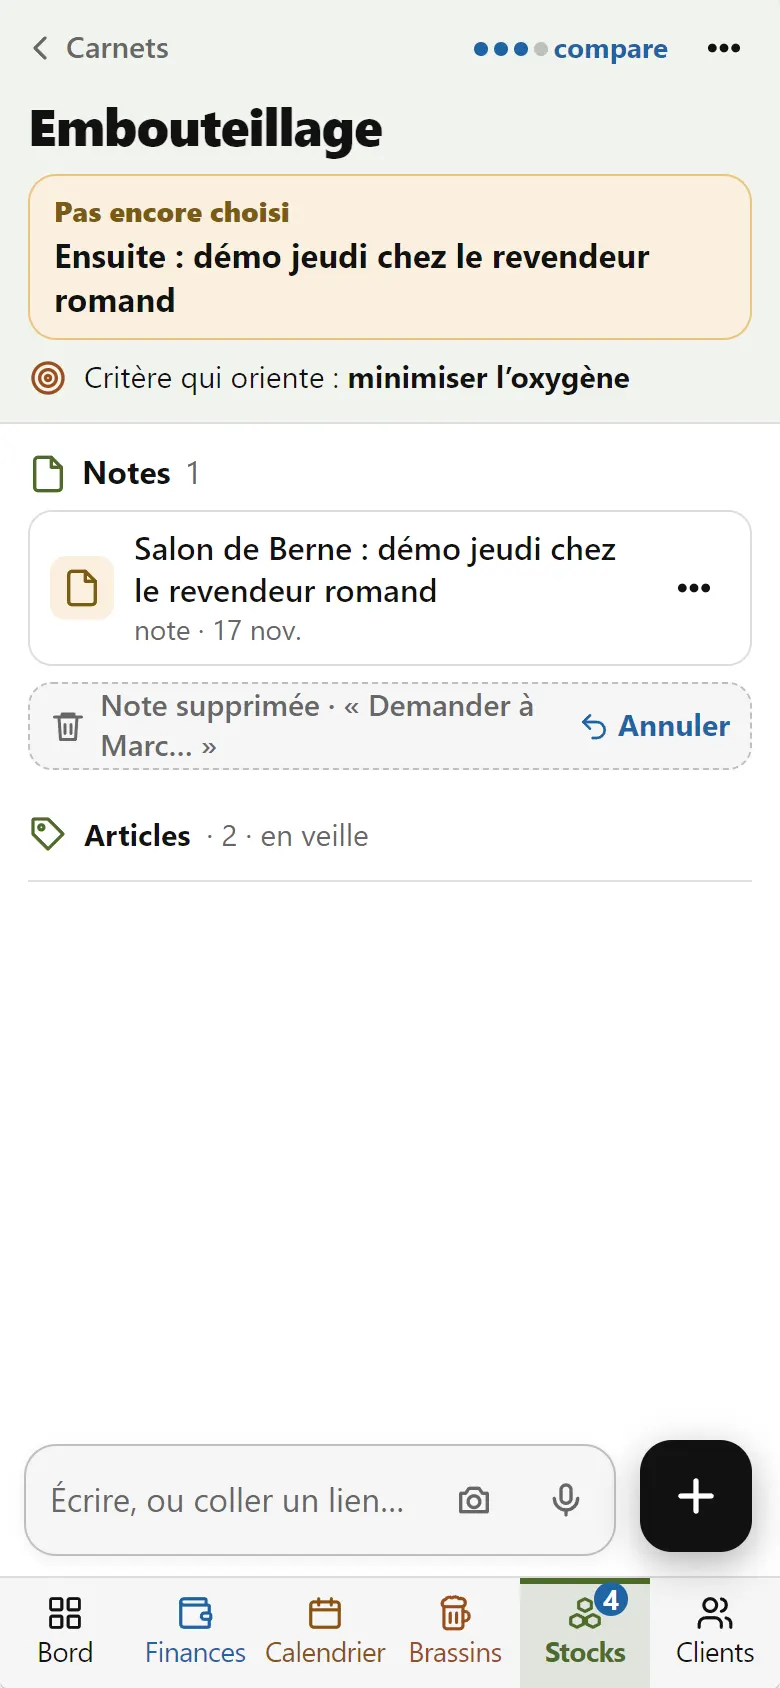 Carnets
compare
Embouteillage
Pas encore choisi
Ensuite : démo jeudi chez le revendeur
romand
Critère qui oriente : minimiser l’oxygène
Notes 1
Salon de Berne : démo jeudi chez
le revendeur romand
note · 17 nov.
Note supprimée · « Demander à
Marc… »
Annuler
Articles · 2 · en veille
Écrire, ou coller un lien…
4
Bord
Finances
Calendrier
Brassins
Stocks
Clients